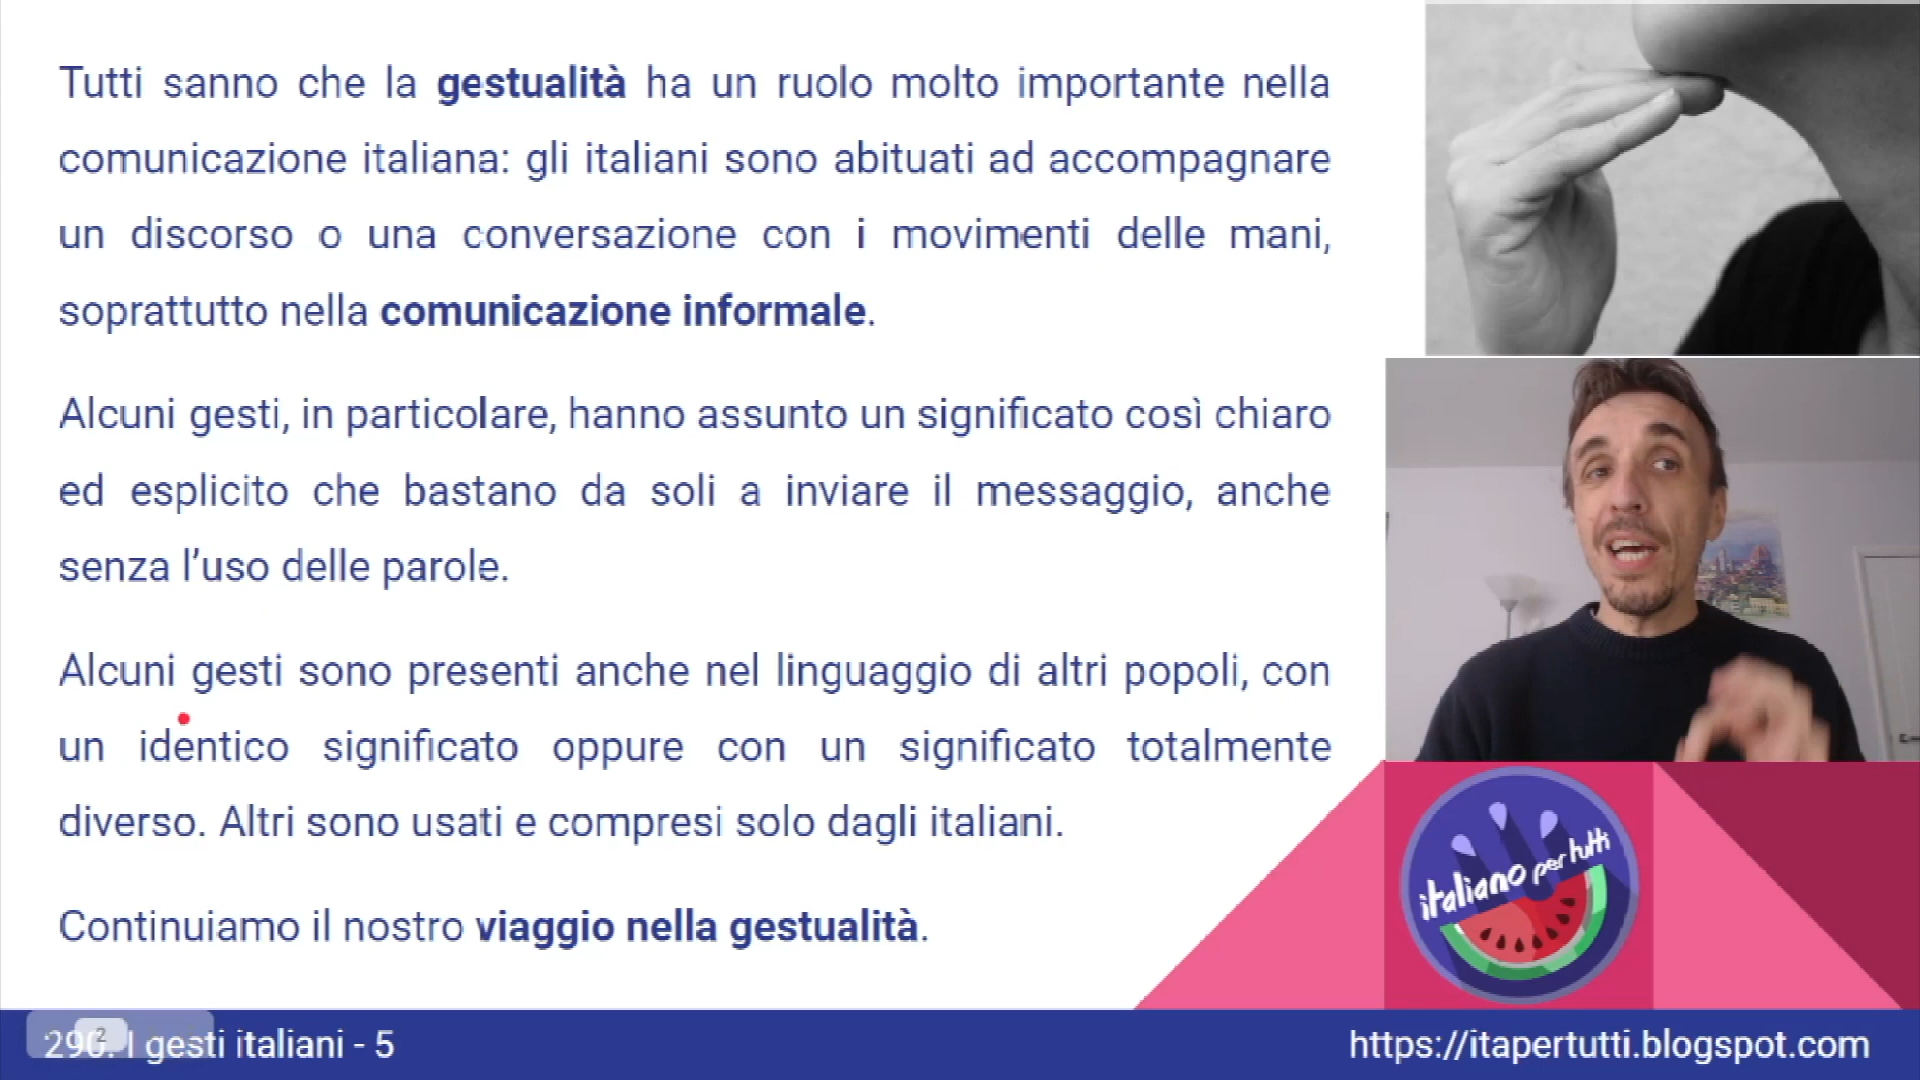 Tutti sanno che la gestualità ha un ruolo molto importante nella
comunicazione italiana: gli italiani sono abituati ad accompagnare
un discorso o una conversazione con i movimenti delle mani,
soprattutto nella comunicazione informale.
Alcuni gesti, in particolare, hanno assunto un significato così chiaro
ed esplicito che bastano da soli a inviare il messaggio, anche
senza l’uso delle parole.
Alcuni gesti sono presenti anche nel linguaggio di altri popoli, con
un identico significato oppure con un significato totalmente
diverso. Altri sono usati e compresi solo dagli italiani.
Continuiamo il nostro viaggio nella gestualità.
italiano per tutti
290. I gesti italiani - 5
2
https://itapertutti.blogspot.com